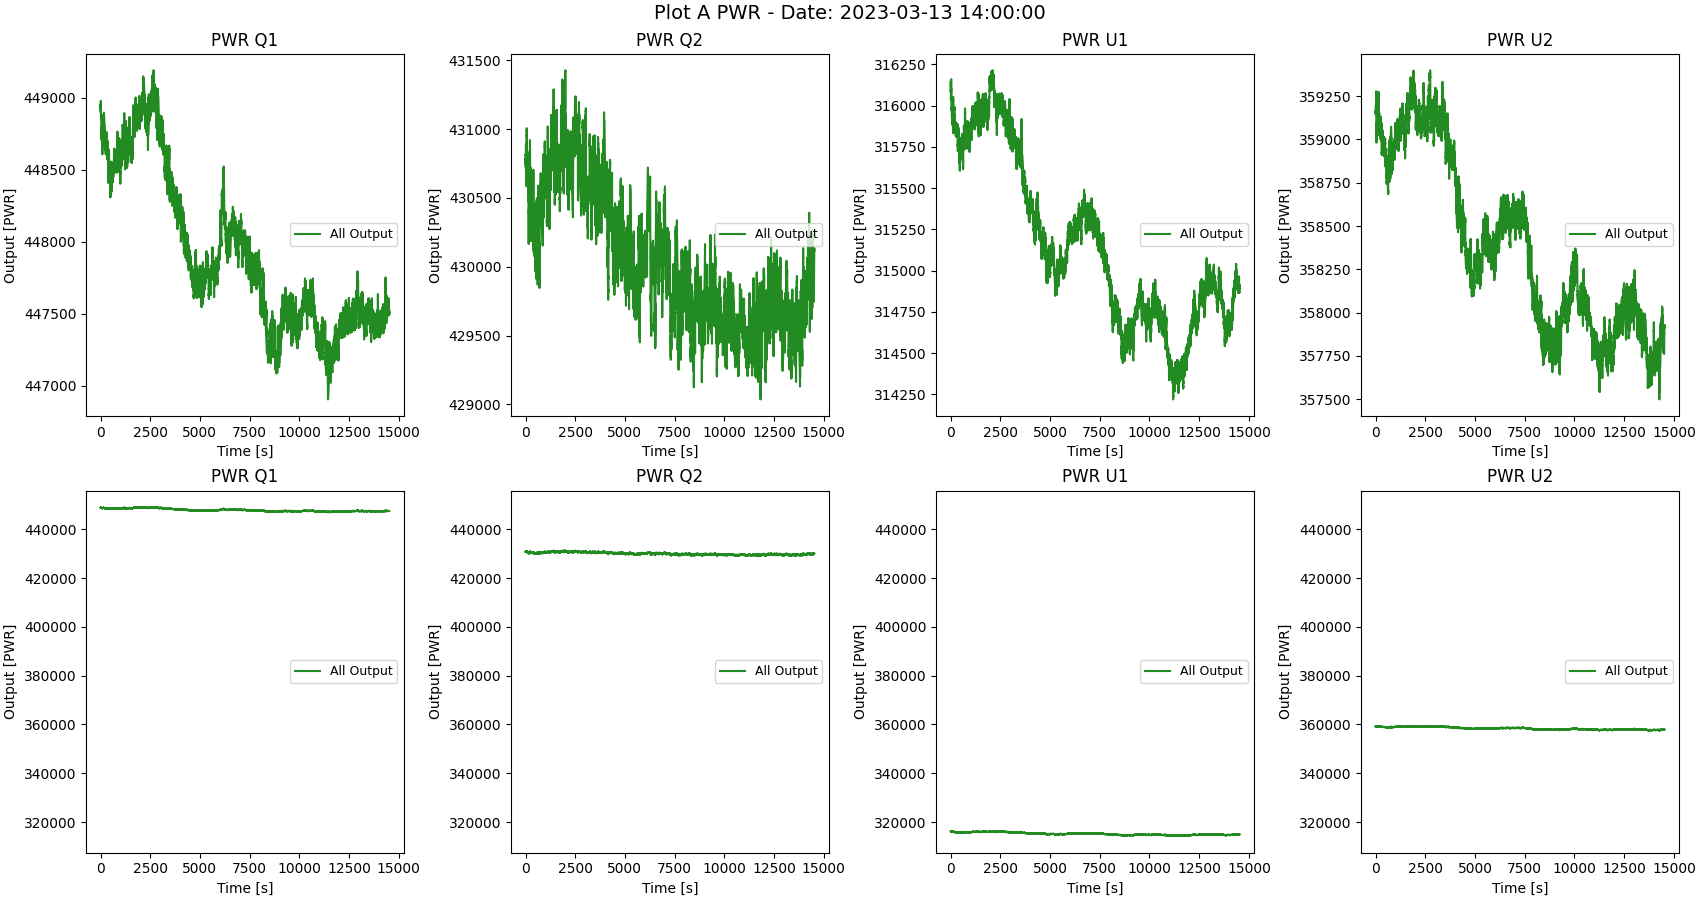 Plot A PWR - Date: 2023-03-13 14:00:00
PWR Q1
Output [PWR]
449000
448500
448000
447500
447000
All Output
0 2500 5000 7500 10000 12500 15000
Time [s]
PWR Q2
Output [PWR]
431500
431000
430500
430000
429500
429000
All Output
0 2500 5000 7500 10000 12500 15000
Time [s]
PWR U1
Output [PWR]
316250
316000
315750
315500
315250
315000
314750
314500
314250
All Output
0 2500 5000 7500 10000 12500 15000
Time [s]
PWR U2
Output [PWR]
359250
359000
358750
358500
358250
358000
357750
357500
All Output
0 2500 5000 7500 10000 12500 15000
Time [s]
PWR Q1
Output [PWR]
440000
420000
400000
380000
360000
340000
320000
All Output
0 2500 5000 7500 10000 12500 15000
Time [s]
PWR Q2
Output [PWR]
440000
420000
400000
380000
360000
340000
320000
All Output
0 2500 5000 7500 10000 12500 15000
Time [s]
PWR U1
Output [PWR]
440000
420000
400000
380000
360000
340000
320000
All Output
0 2500 5000 7500 10000 12500 15000
Time [s]
PWR U2
Output [PWR]
440000
420000
400000
380000
360000
340000
320000
All Output
0 2500 5000 7500 10000 12500 15000
Time [s]